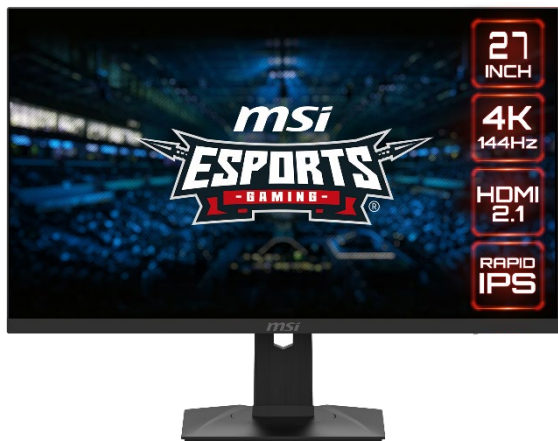 msi
ESPORTS
- GAMING -
®
27
INCH
4K
144Hz
HDMI
2.1
RAPID
IPS
msi